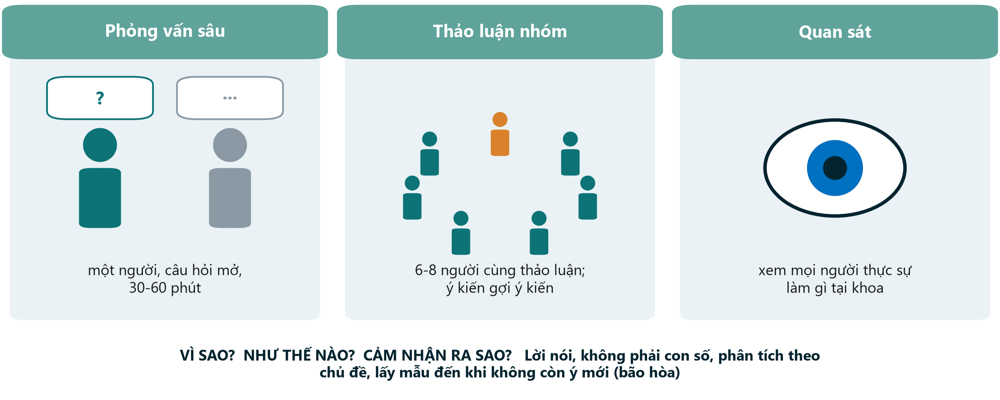 Phỏng vấn sâu
?
...
một người, câu hỏi mở,
30-60 phút
Thảo luận nhóm
6-8 người cùng thảo luận;
ý kiến gợi ý kiến
Quan sát
xem mọi người thực sự
làm gì tại khoa
VÌ SAO?  NHƯ THẾ NÀO?  CẢM NHẬN RA SAO?   Lời nói, không phải con số, phân tích theo
chủ đề, lấy mẫu đến khi không còn ý mới (bão hòa)